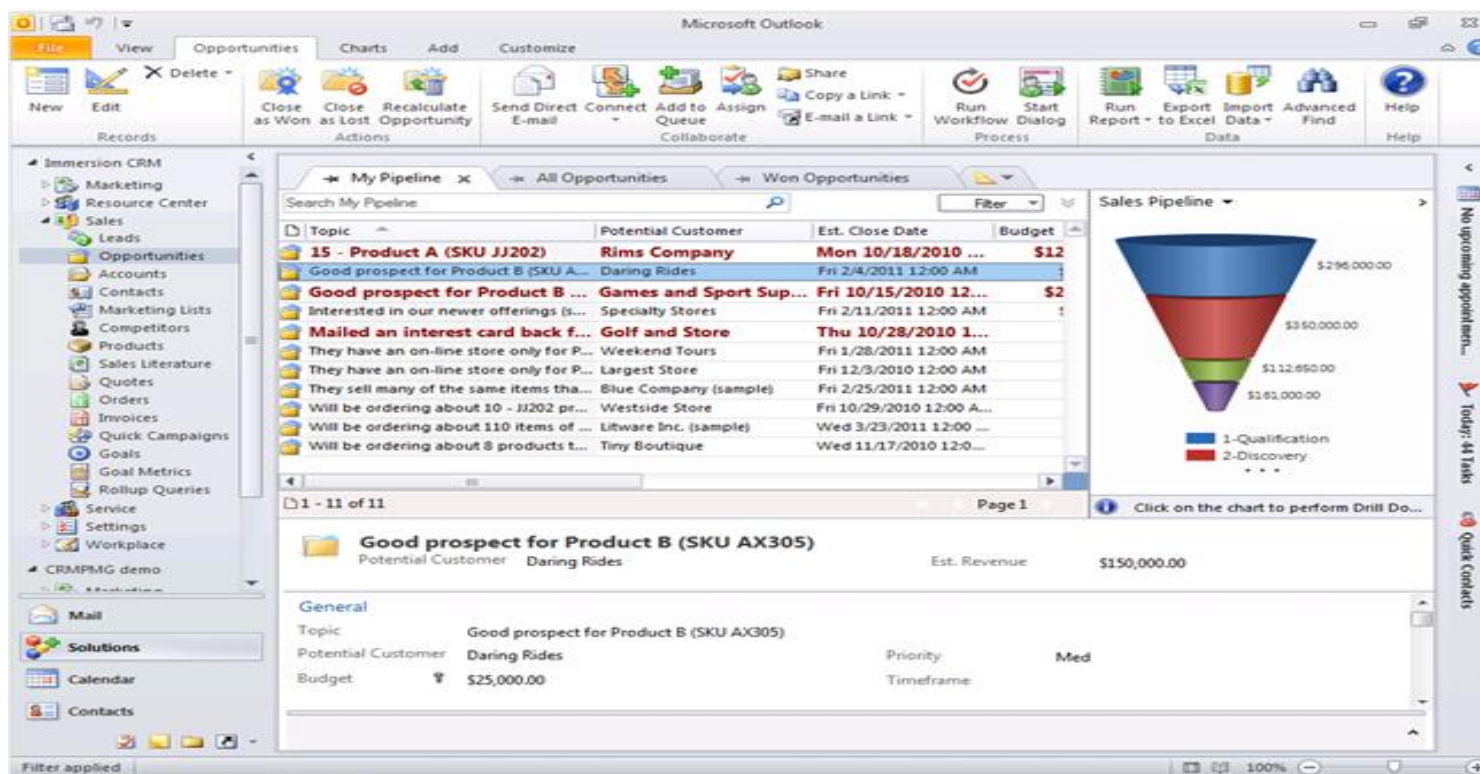 Microsoft Outlook
File View Opportunities Charts Add Customize
New Edit Delete
Close as Won Close as Lost Recalculate Opportunity
Send Direct E-mail Connect Add to Queue Assign
Share
Copy a Link
E-mail a Link
Run Workflow Start Dialog
Run Report Export to Excel Import Data Advanced Find
Help
Records Actions Collaborate Process Data Help
Immersion CRM
Marketing
Resource Center
Sales
Leads
Opportunities
Accounts
Contacts
Marketing Lists
Competitors
Products
Sales Literature
Quotes
Orders
Invoices
Quick Campaigns
Goals
Goal Metrics
Rollup Queries
Service
Settings
Workplace
CRMPMG demo
Mail
Solutions
Calendar
Contacts
My Pipeline All Opportunities Won Opportunities
Search My Pipeline Filter
Topic Potential Customer Est. Close Date Budget
15 - Product A (SKU JJ202) Rims Company Mon 10/18/2010 ... $12
Good prospect for Product B (SKU A... Daring Rides Fri 2/4/2011 12:00 AM
Good prospect for Product B ... Games and Sport Sup... Fri 10/15/2010 12... $2
Interested in our newer offerings (s... Specialty Stores Fri 2/11/2011 12:00 AM
Mailed an interest card back f... Golf and Store Thu 10/28/2010 1...
They have an on-line store only for P... Weekend Tours Fri 1/28/2011 12:00 AM
They have an on-line store only for P... Largest Store Fri 12/3/2010 12:00 AM
They sell many of the same items tha... Blue Company (sample) Fri 2/25/2011 12:00 AM
Will be ordering about 10 - JJ202 pr... Westside Store Fri 10/29/2010 12:00 A...
Will be ordering about 110 items of ... Litware Inc. (sample) Wed 3/23/2011 12:00 ...
Will be ordering about 8 products t... Tiny Boutique Wed 11/17/2010 12:0...
1 - 11 of 11 Page 1
Sales Pipeline
$296,000.00
$350,000.00
$112,650.00
$161,000.00
1-Qualification
2-Discovery
...
Click on the chart to perform Drill Do...
Good prospect for Product B (SKU AX305)
Potential Customer Daring Rides Est. Revenue $150,000.00
General
Topic Good prospect for Product B (SKU AX305)
Potential Customer Daring Rides Priority Med
Budget $25,000.00 Timeframe
No upcoming appointmen...
Today: 44 Tasks
Quick Contacts
Filter applied 100%